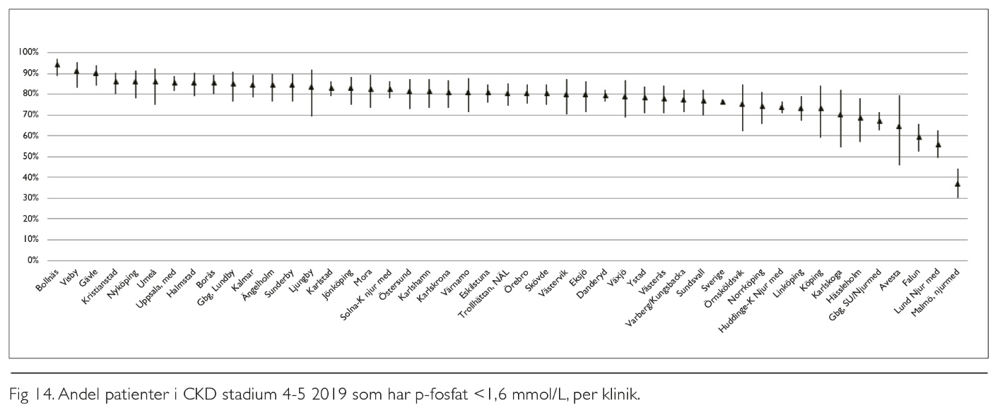 100%
90%
80%
70%
60%
50%
40%
30%
20%
10%
0%
Bollnäs
Visby
Gävle
Kristianstad
Nyköping
Umeå
Uppsala, med
Halmstad
Borås
Gbg, Lundby
Kalmar
Ängelholm
Sunderby
Ljungby
Karlstad
Jönköping
Mora
Solna-K njur med
Östersund
Karlshamn
Karlskrona
Värnamo
Eskilstuna
Trollhättan, NÄL
Örebro
Skövde
Västervik
Eksjö
Danderyd
Växjö
Ystad
Västerås
Varberg/Kungsbacka
Sundsvall
Sverige
Örnsköldsvik
Norrköping
Huddinge-K Njur med
Linköping
Köping
Karlskoga
Hässleholm
Gbg, SU/Njurmed
Avesta
Falun
Lund Njur med
Malmö, njurmed
Fig 14. Andel patienter i CKD stadium 4-5 2019 som har p-fosfat <1,6 mmol/L, per klinik.